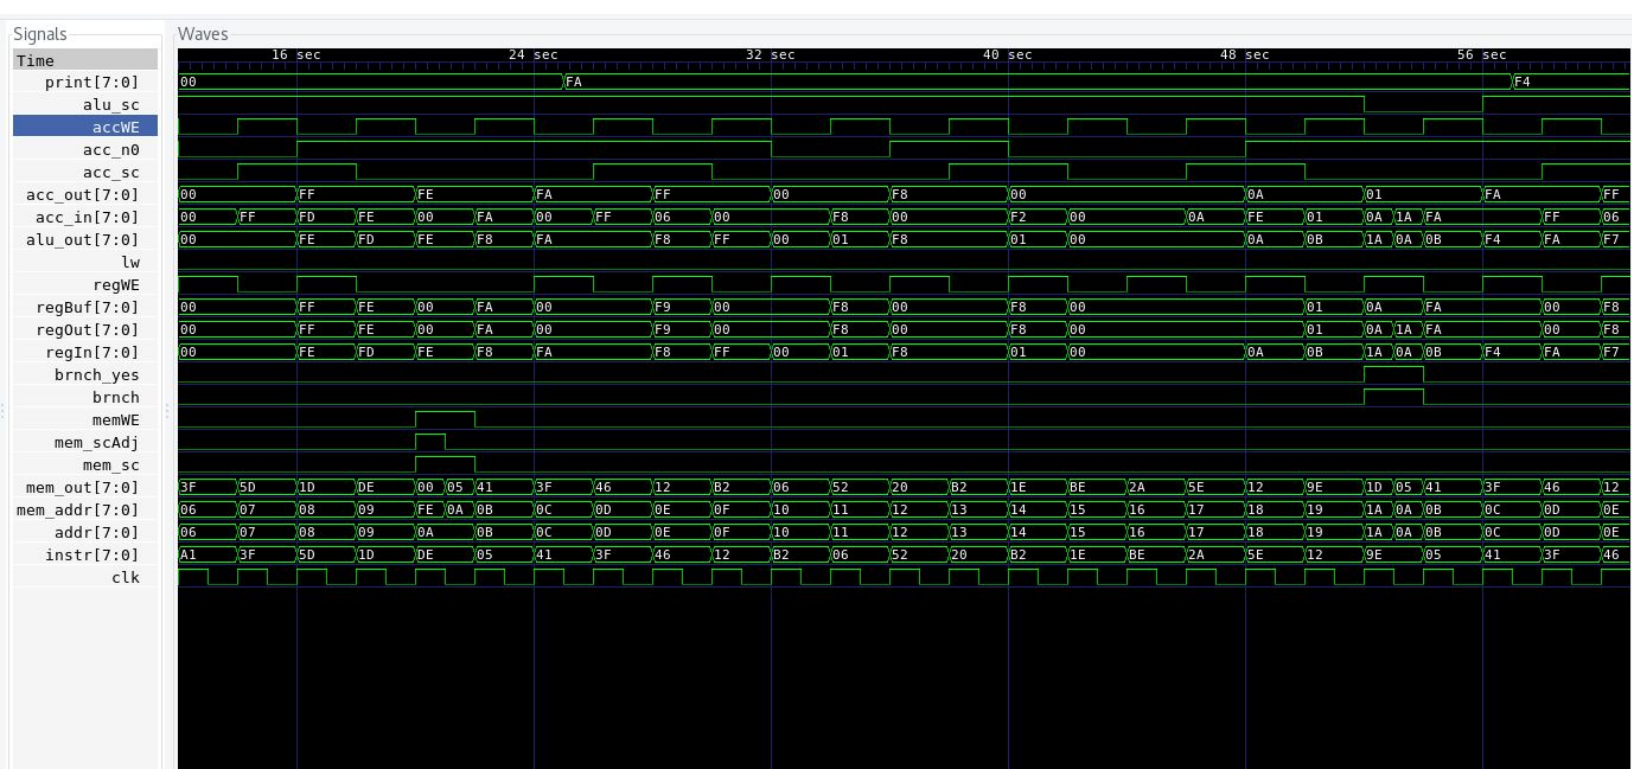 Signals Waves
Time 16 sec 24 sec 32 sec 40 sec 48 sec 56 sec
print[7:0] 00 FA F4
alu_sc
accWE
acc_n0
acc_sc
acc_out[7:0] 00 FF FE FA FF 00 F8 00 0A 01 FA FF
acc_in[7:0] 00 FF FD FE 00 FA 00 FF 06 00 F8 00 F2 00 0A FE 01 0A 1A FA FF 06
alu_out[7:0] 00 FE FD FE F8 FA F8 FF 00 01 F8 01 00 0A 0B 1A 0A 0B F4 FA F7
lw
regWE
regBuf[7:0] 00 FF FE 00 FA 00 F9 00 F8 00 F8 00 01 0A FA 00 F8
regOut[7:0] 00 FF FE 00 FA 00 F9 00 F8 00 F8 00 01 0A 1A FA 00 F8
regIn[7:0] 00 FE FD FE F8 FA F8 FF 00 01 F8 01 00 0A 0B 1A 0A 0B F4 FA F7
brnch_yes
brnch
memWE
mem_scAdj
mem_sc
mem_out[7:0] 3F 5D 1D DE 00 05 41 3F 46 12 B2 06 52 20 B2 1E BE 2A 5E 12 9E 1D 05 41 3F 46 12
mem_addr[7:0] 06 07 08 09 FE 0A 0B 0C 0D 0E 0F 10 11 12 13 14 15 16 17 18 19 1A 0A 0B 0C 0D 0E
addr[7:0] 06 07 08 09 0A 0B 0C 0D 0E 0F 10 11 12 13 14 15 16 17 18 19 1A 0A 0B 0C 0D 0E
instr[7:0] A1 3F 5D 1D DE 05 41 3F 46 12 B2 06 52 20 B2 1E BE 2A 5E 12 9E 05 41 3F 46
clk